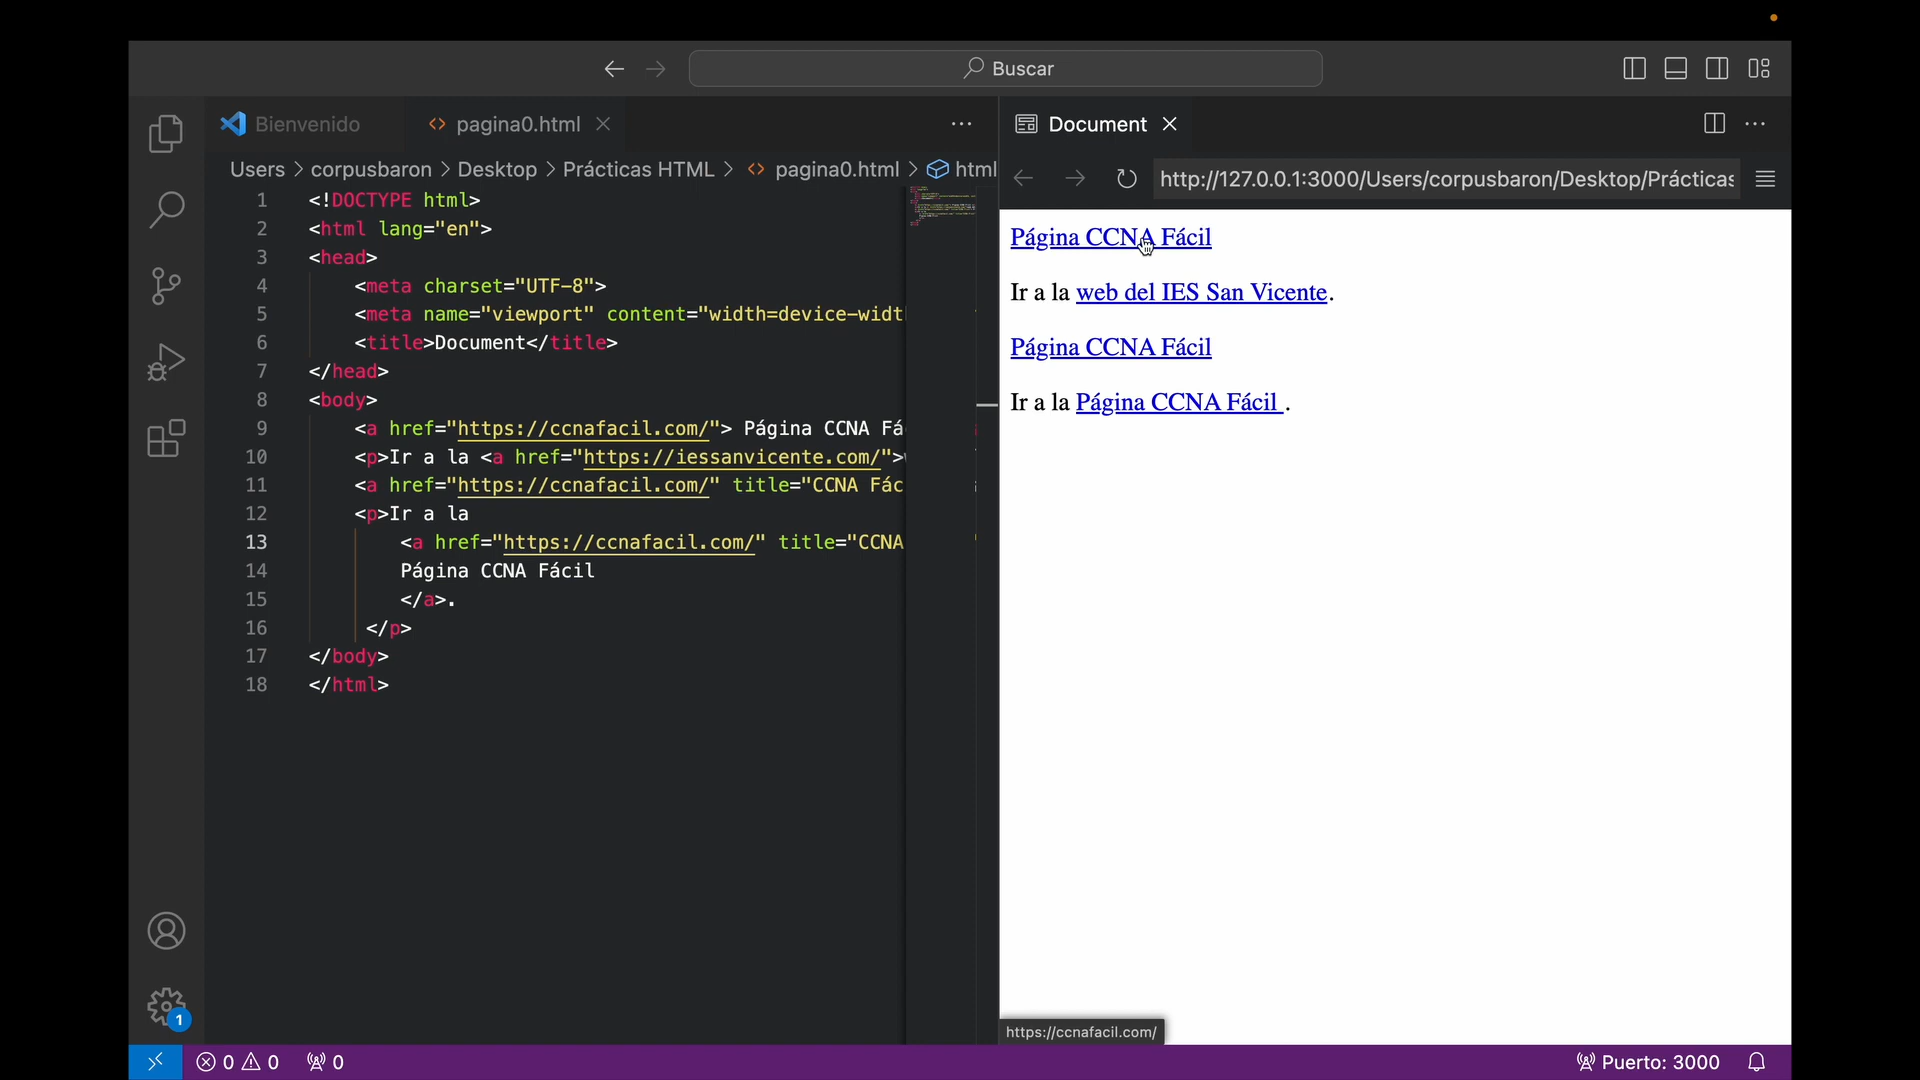 Buscar
Bienvenido
pagina0.html
Document
Users > corpusbaron > Desktop > Prácticas HTML > pagina0.html > html
http://127.0.0.1:3000/Users/corpusbaron/Desktop/Prácticas
1 <!DOCTYPE html>
2 <html lang="en">
3 <head>
4 <meta charset="UTF-8">
5 <meta name="viewport" content="width=device-widt
6 <title>Document</title>
7 </head>
8 <body>
9 <a href="https://ccnafacil.com/"> Página CCNA Fá
10 <p>Ir a la <a href="https://iessanvicente.com/">
11 <a href="https://ccnafacil.com/" title="CCNA Fác
12 <p>Ir a la
13 <a href="https://ccnafacil.com/" title="CCNA
14 Página CCNA Fácil
15 </a>.
16 </p>
17 </body>
18 </html>
Página CCNA Fácil
Ir a la web del IES San Vicente.
Página CCNA Fácil
Ir a la Página CCNA Fácil .
https://ccnafacil.com/
1
0 0 0
Puerto: 3000